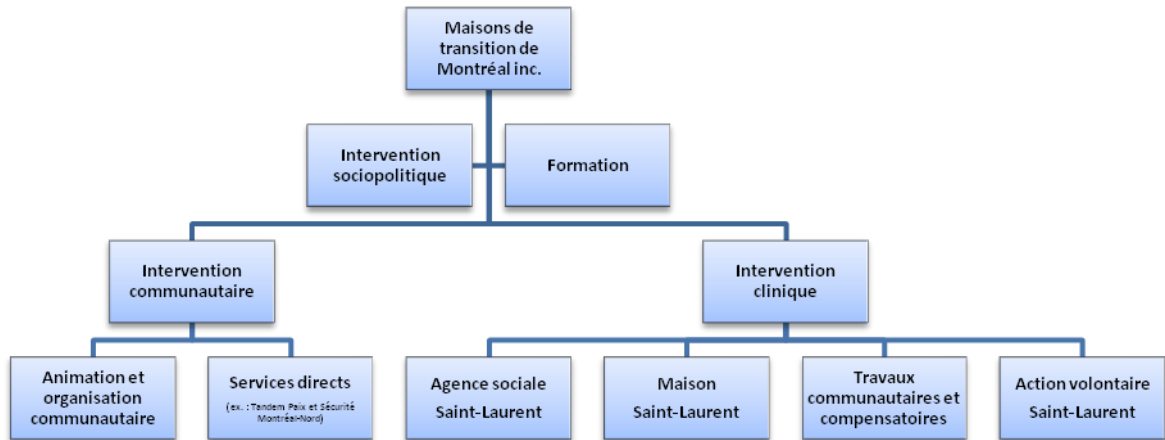 Maisons de
transition de
Montréal inc.
Intervention
sociopolitique
Formation
Intervention
communautaire
Intervention
clinique
Animation et
organisation
communautaire
Services directs
(ex. : Tandem Paix et Sécurité
Montréal-Nord)
Agence sociale
Saint-Laurent
Maison
Saint-Laurent
Travaux
communautaires et
compensatoires
Action volontaire
Saint-Laurent